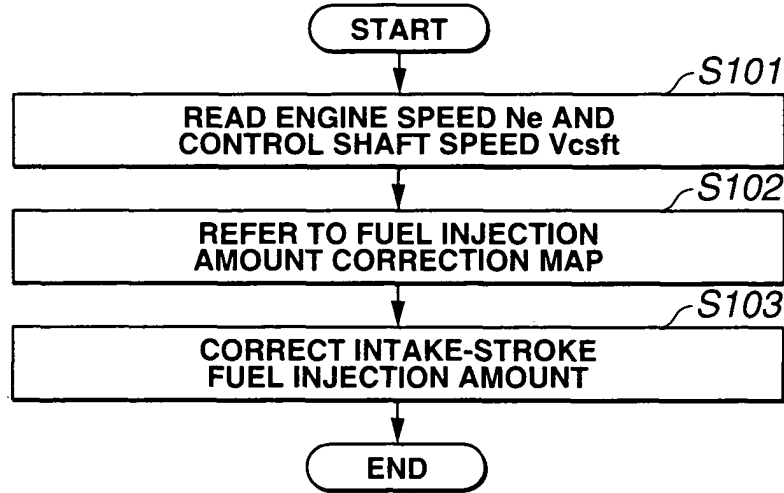 START
S101
READ ENGINE SPEED Ne AND
CONTROL SHAFT SPEED Vcsft
S102
REFER TO FUEL INJECTION
AMOUNT CORRECTION MAP
S103
CORRECT INTAKE-STROKE
FUEL INJECTION AMOUNT
END